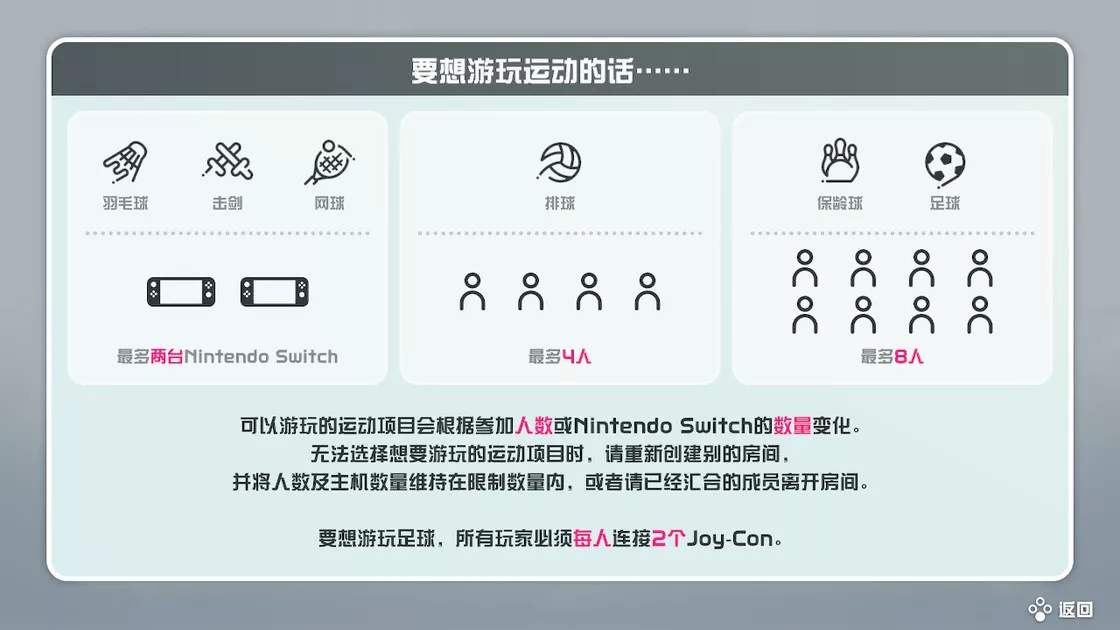 要想游玩运动的话……
羽毛球 击剑 网球
排球
保龄球 足球
最多两台Nintendo Switch
最多4人
最多8人
可以游玩的运动项目会根据参加人数或Nintendo Switch的数量变化。
无法选择想要游玩的运动项目时，请重新创建别的房间，
并将人数及主机数量维持在限制数量内，或者请已经汇合的成员离开房间。
要想游玩足球，所有玩家必须每人连接2个Joy-Con。
返回